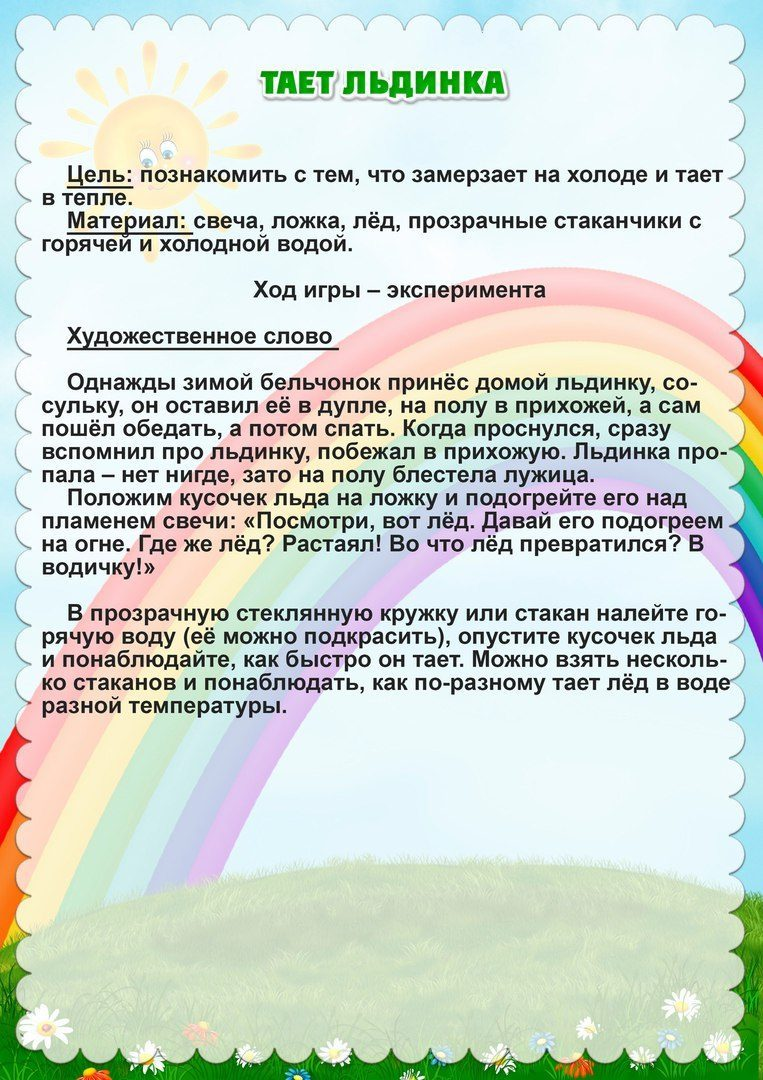 ТАЕТ ЛЬДИНКА
Цель: познакомить с тем, что замерзает на холоде и тает
в тепле.
Материал: свеча, ложка, лёд, прозрачные стаканчики с
горячей и холодной водой.
Ход игры – эксперимента
Художественное слово
Однажды зимой бельчонок принёс домой льдинку, со-
сульку, он оставил её в дупле, на полу в прихожей, а сам
пошёл обедать, а потом спать. Когда проснулся, сразу
вспомнил про льдинку, побежал в прихожую. Льдинка про-
пала – нет нигде, зато на полу блестела лужица.
Положим кусочек льда на ложку и подогрейте его над
пламенем свечи: «Посмотри, вот лёд. Давай его подогреем
на огне. Где же лёд? Растаял! Во что лёд превратился? В
водичку!»
В прозрачную стеклянную кружку или стакан налейте го-
рячую воду (её можно подкрасить), опустите кусочек льда
и понаблюдайте, как быстро он тает. Можно взять несколь-
ко стаканов и понаблюдать, как по-разному тает лёд в воде
разной температуры.